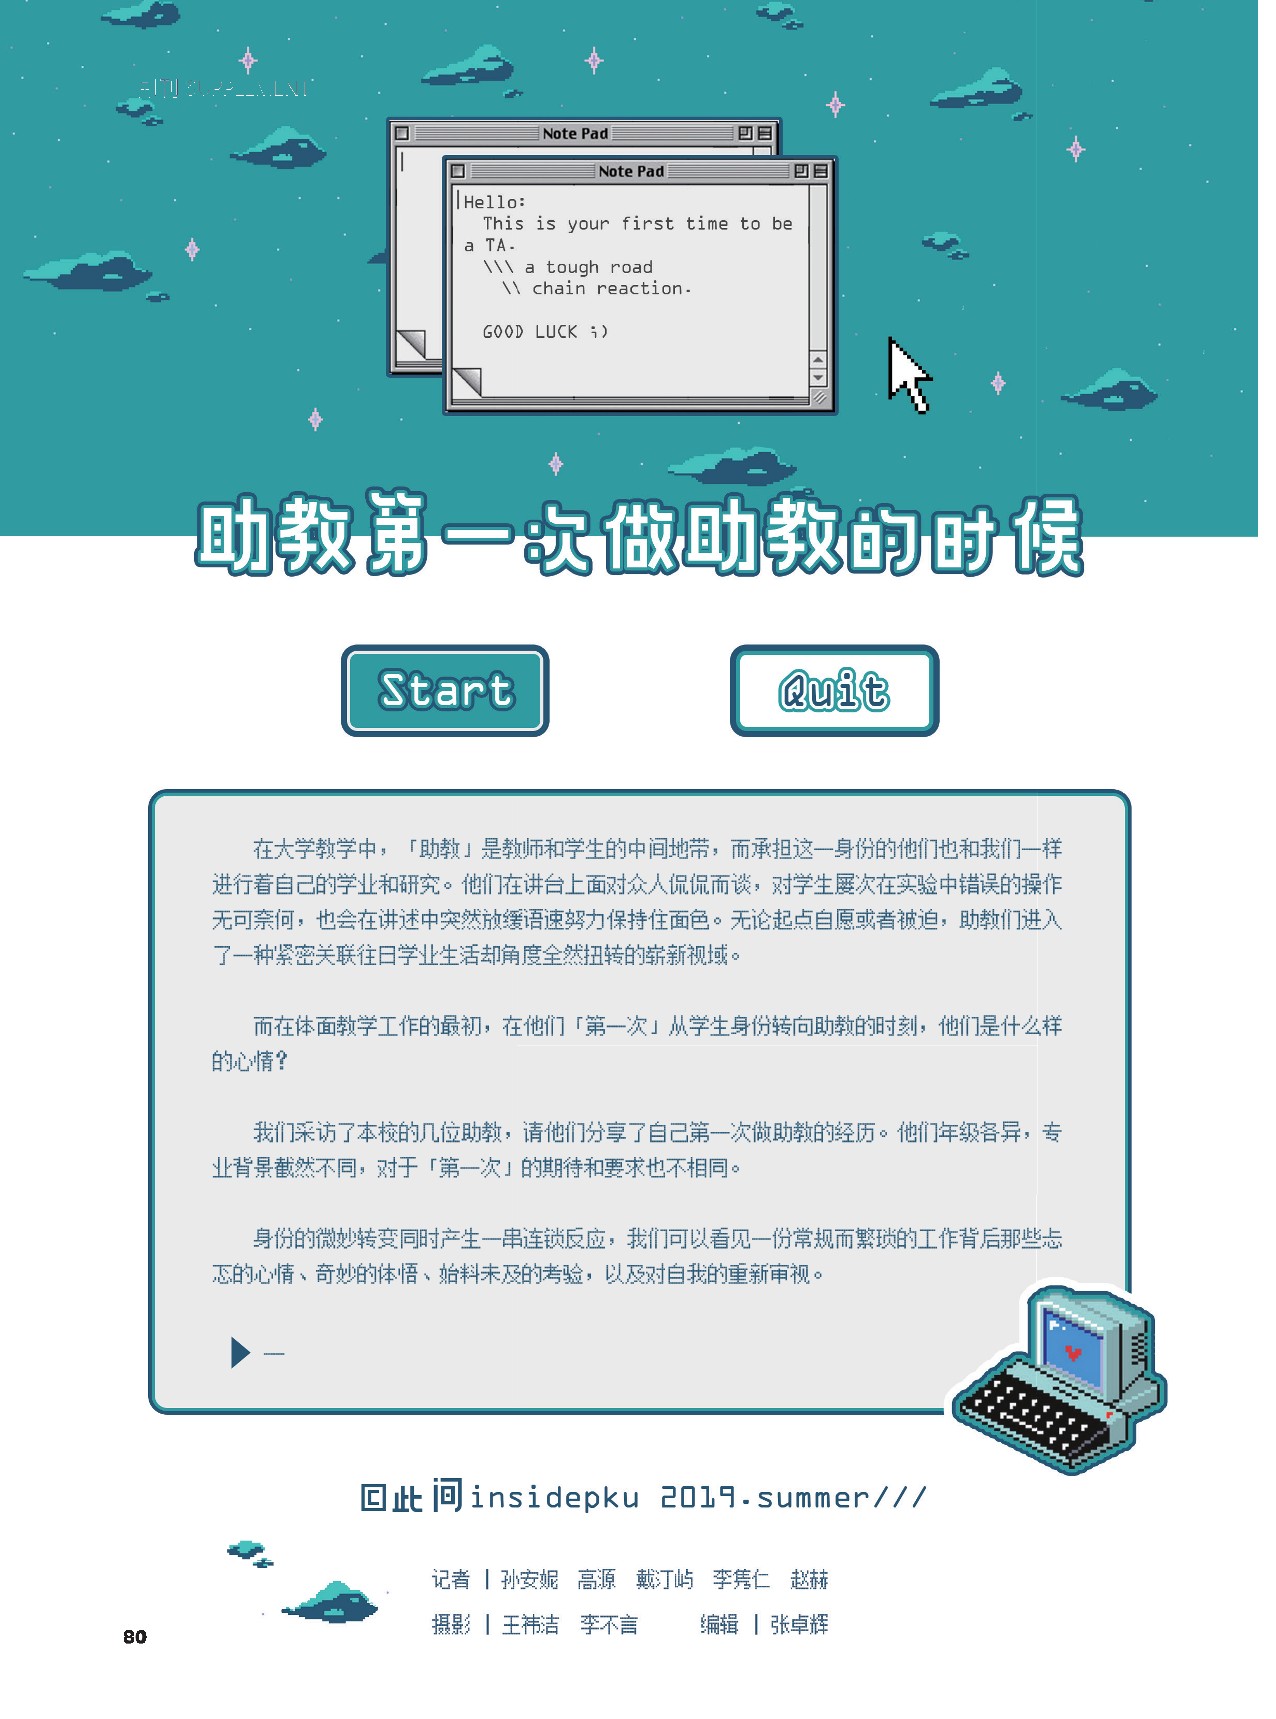 副刊 SUPPLEMENT
Note Pad
Note Pad
Hello:
This is your first time to be
a TA.
\\\ a tough road
\\ chain reaction.
GOOD LUCK ;)
助教第一次做助教的时候
Start
Quit
在大学教学中，「助教」是教师和学生的中间地带，而承担这一身份的他们也和我们一样
进行着自己的学业和研究。他们在讲台上面对众人侃侃而谈，对学生屡次在实验中错误的操作
无可奈何，也会在讲述中突然放缓语速努力保持住面色。无论起点自愿或者被迫，助教们进入
了一种紧密关联往日学业生活却角度全然扭转的崭新视域。
而在体面教学工作的最初，在他们「第一次」从学生身份转向助教的时刻，他们是什么样
的心情？
我们采访了本校的几位助教，请他们分享了自己第一次做助教的经历。他们年级各异，专
业背景截然不同，对于「第一次」的期待和要求也不相同。
身份的微妙转变同时产生一串连锁反应，我们可以看见一份常规而繁琐的工作背后那些忐
忑的心情、奇妙的体悟、始料未及的考验，以及对自我的重新审视。
▶ —
回此间insidepku 2019.summer///
记者 | 孙安妮 高源 戴汀屿 李隽仁 赵赫
摄影 | 王祎洁 李不言 编辑 | 张卓辉
80